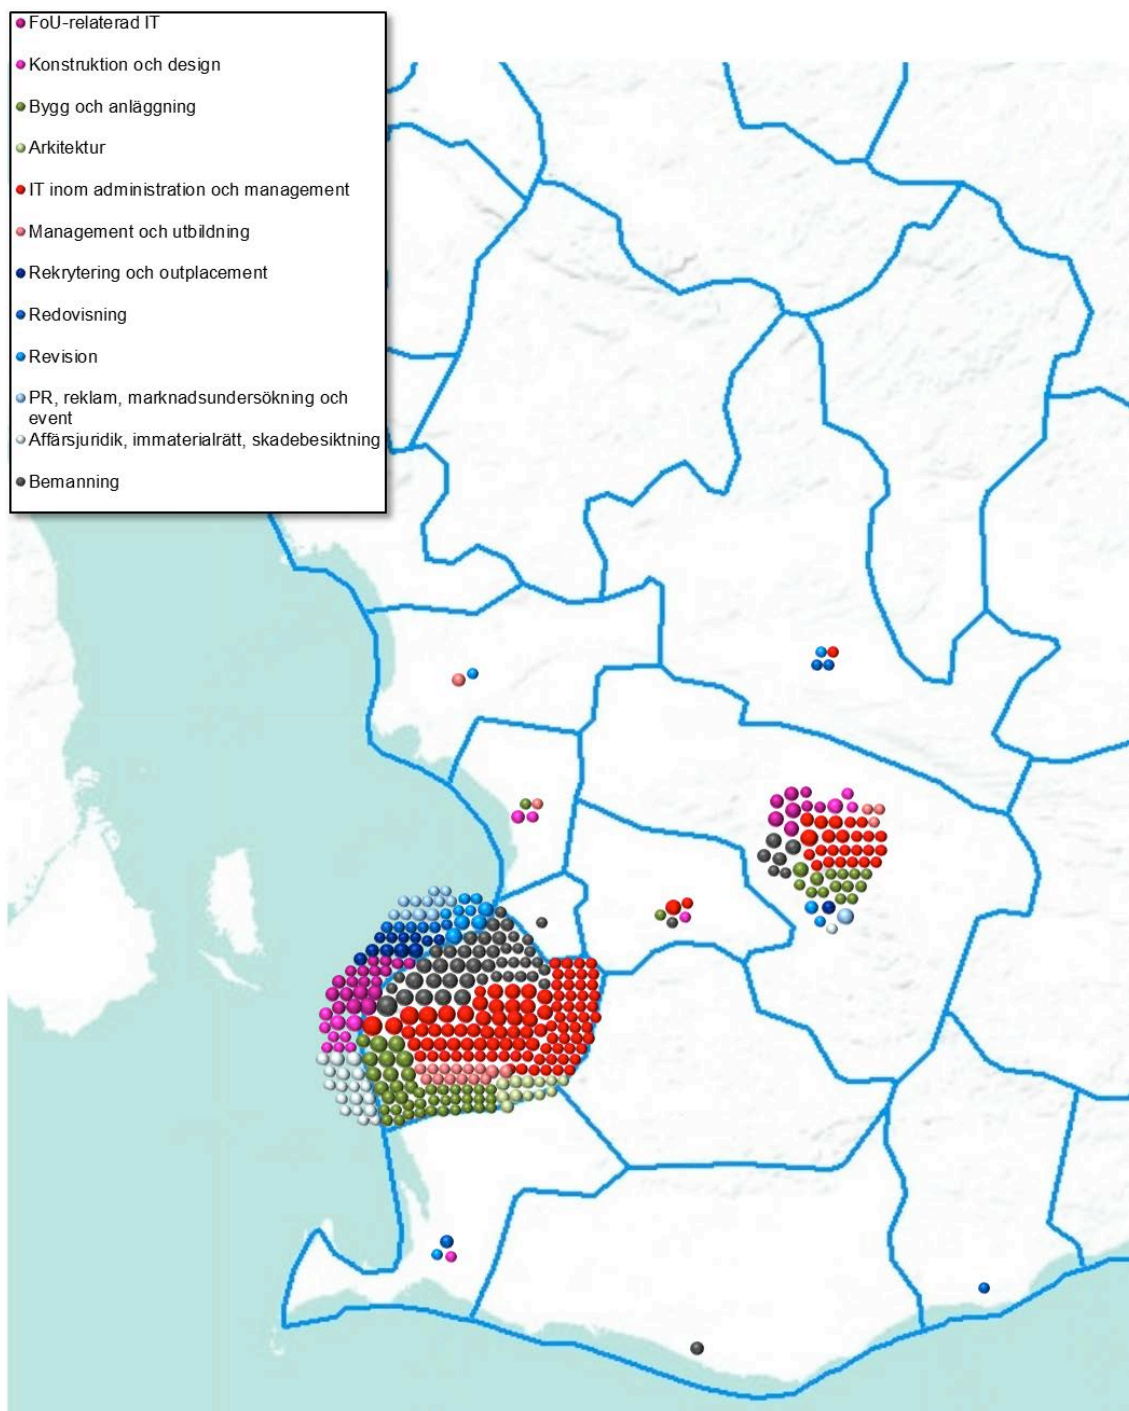 FoU-relaterad IT
Konstruktion och design
Bygg och anläggning
Arkitektur
IT inom administration och management
Management och utbildning
Rekrytering och outplacement
Redovisning
Revision
PR, reklam, marknadsundersökning och
event
Affärsjuridik, immaterialrätt, skadebesiktning
Bemanning